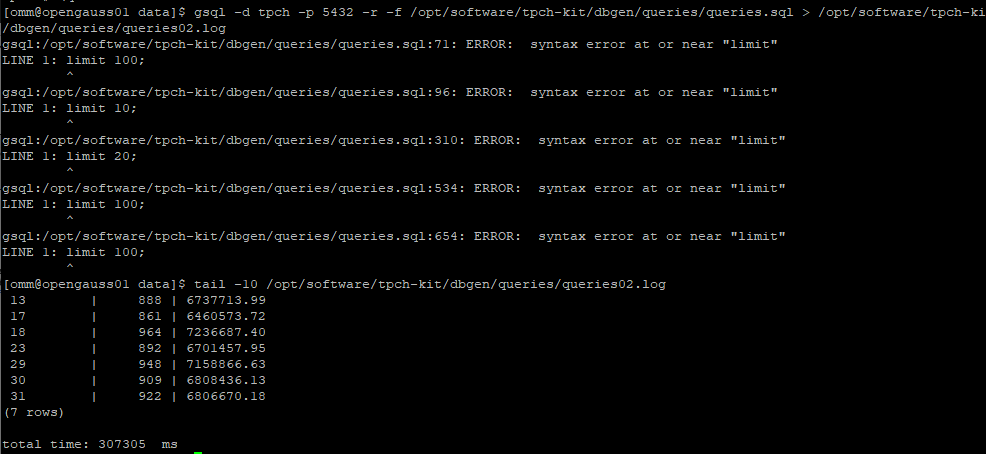 [omm@opengauss01 data]$ gsql -d tpch -p 5432 -r -f /opt/software/tpch-kit/dbgen/queries/queries.sql > /opt/software/tpch-ki
/dbgen/queries/queries02.log
gsql:/opt/software/tpch-kit/dbgen/queries/queries.sql:71: ERROR:  syntax error at or near "limit"
LINE 1: limit 100;
        ^
gsql:/opt/software/tpch-kit/dbgen/queries/queries.sql:96: ERROR:  syntax error at or near "limit"
LINE 1: limit 10;
        ^
gsql:/opt/software/tpch-kit/dbgen/queries/queries.sql:310: ERROR:  syntax error at or near "limit"
LINE 1: limit 20;
        ^
gsql:/opt/software/tpch-kit/dbgen/queries/queries.sql:534: ERROR:  syntax error at or near "limit"
LINE 1: limit 100;
        ^
gsql:/opt/software/tpch-kit/dbgen/queries/queries.sql:654: ERROR:  syntax error at or near "limit"
LINE 1: limit 100;
        ^
[omm@opengauss01 data]$ tail -10 /opt/software/tpch-kit/dbgen/queries/queries02.log
 13        |     888 | 6737713.99
 17        |     861 | 6460573.72
 18        |     964 | 7236687.40
 23        |     892 | 6701457.95
 29        |     948 | 7158866.63
 30        |     909 | 6808436.13
 31        |     922 | 6806670.18
(7 rows)
total time: 307305  ms